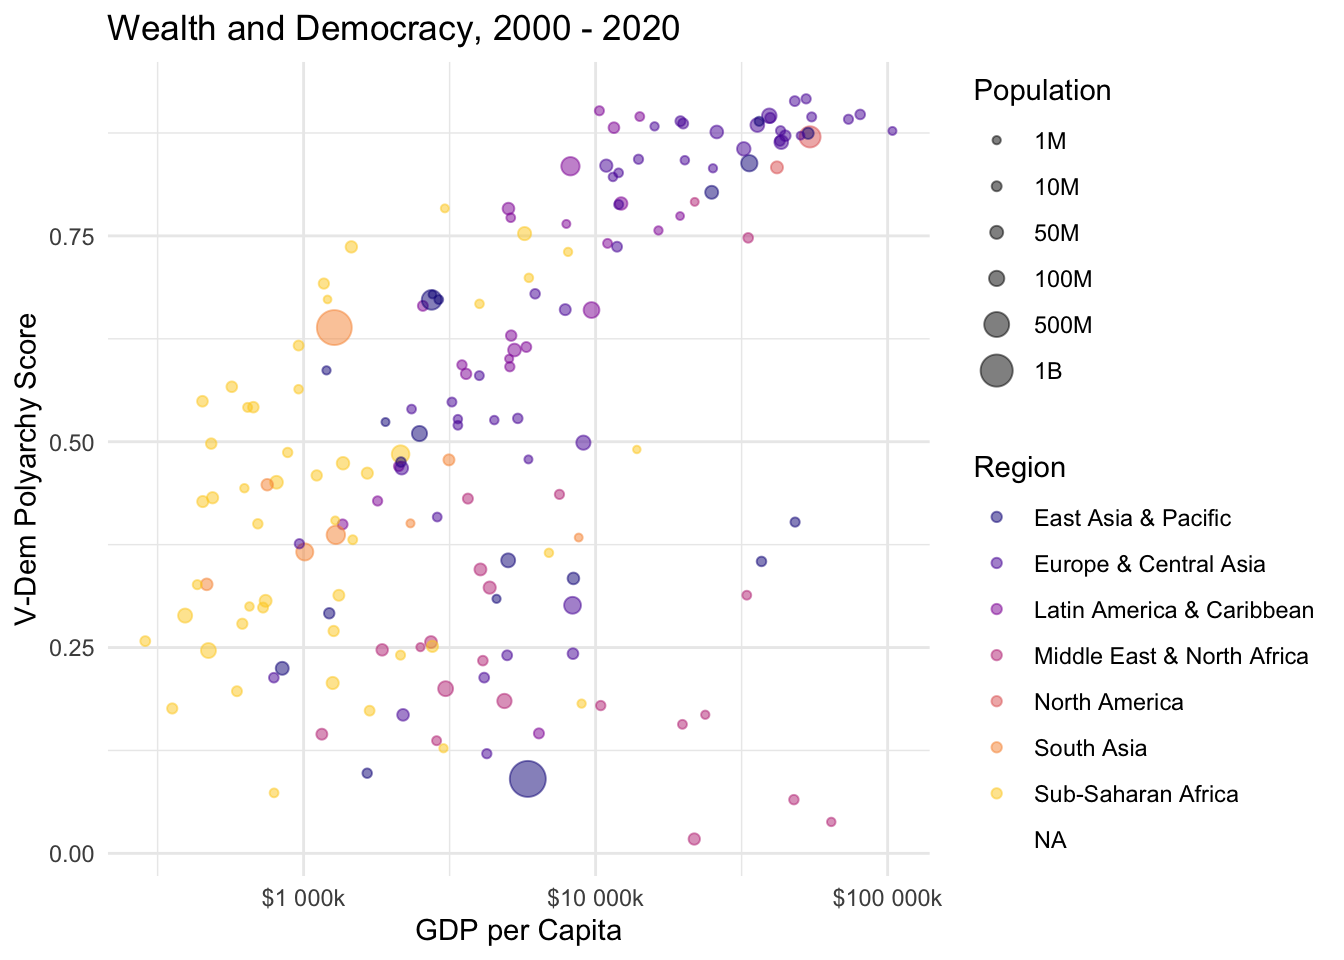 Wealth and Democracy, 2000 - 2020
V-Dem Polyarchy Score
0.75
0.50
0.25
0.00
$1 000k
$10 000k
$100 000k
GDP per Capita
Population
1M
10M
50M
100M
500M
1B
Region
East Asia & Pacific
Europe & Central Asia
Latin America & Caribbean
Middle East & North Africa
North America
South Asia
Sub-Saharan Africa
NA